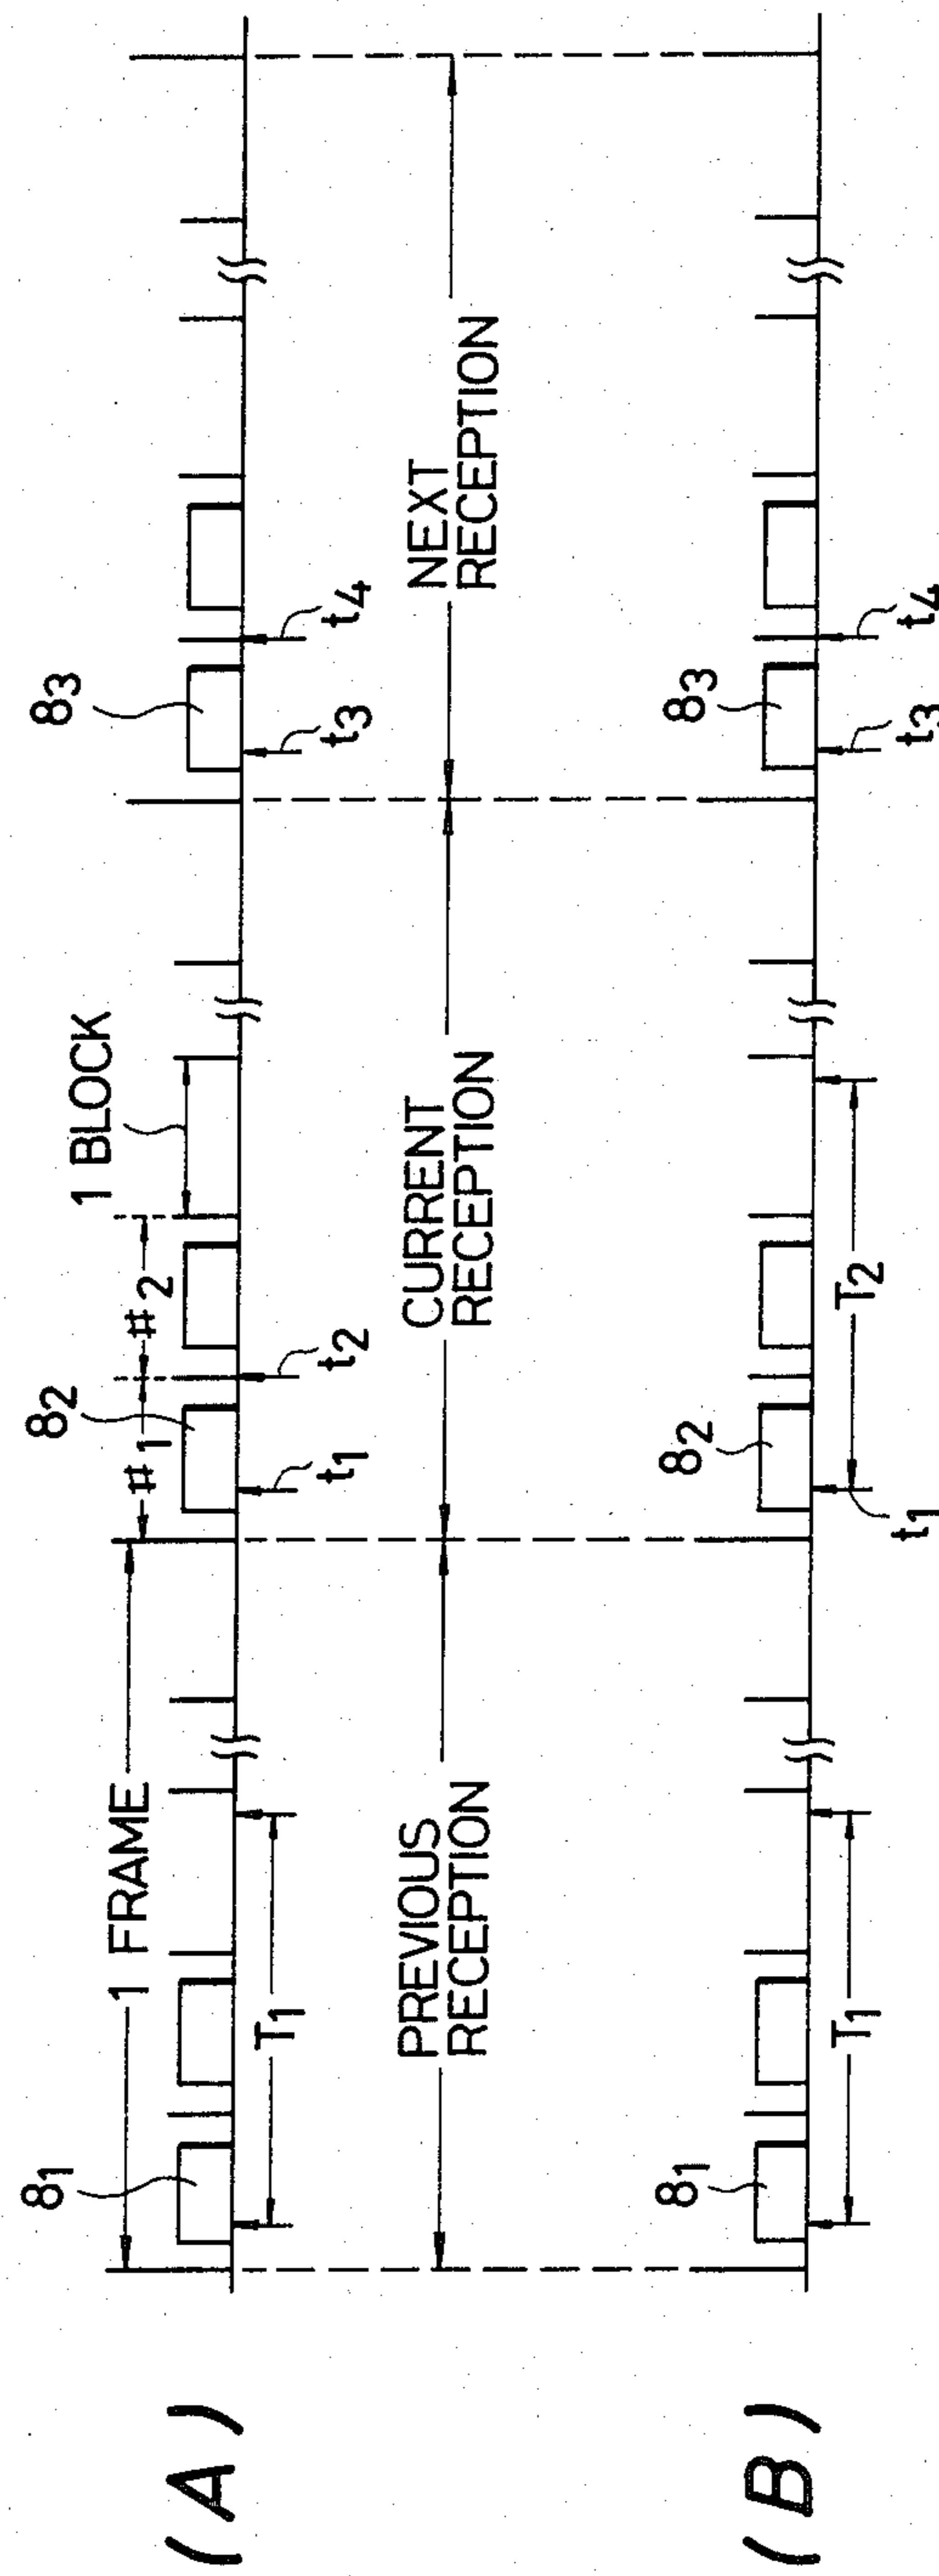 (A)
8₁
1 FRAME
8₂
#1
#2
1 BLOCK
8₃
T₁
t₁
t₂
t₃
t₄
PREVIOUS
RECEPTION
CURRENT
RECEPTION
NEXT
RECEPTION
(B)
8₁
8₂
8₃
T₁
t₁
T₂
t₃
t₄